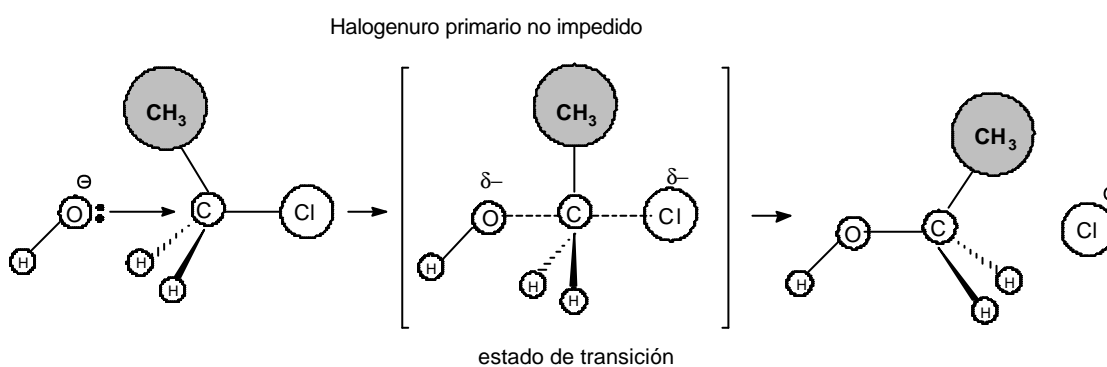 Halogenuro primario no impedido
CH3
CH3
CH3
δ– δ–
⊖
O C Cl
O C Cl
O C Cl
H H H
H H H
H H H
estado de transición